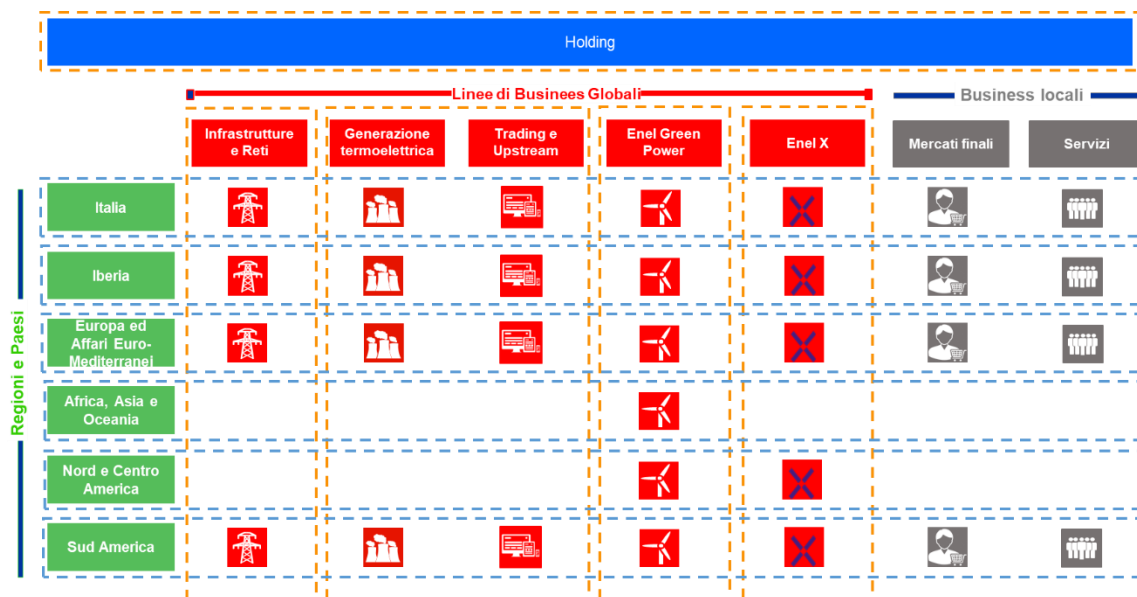 Holding
Linee di Businees Globali
Business locali
Infrastrutture
e Reti
Generazione
termoelettrica
Trading e
Upstream
Enel Green
Power
Enel X
Mercati finali
Servizi
Regioni e Paesi
Italia
Iberia
Europa ed
Affari Euro-
Mediterranei
Africa, Asia e
Oceania
Nord e Centro
America
Sud America